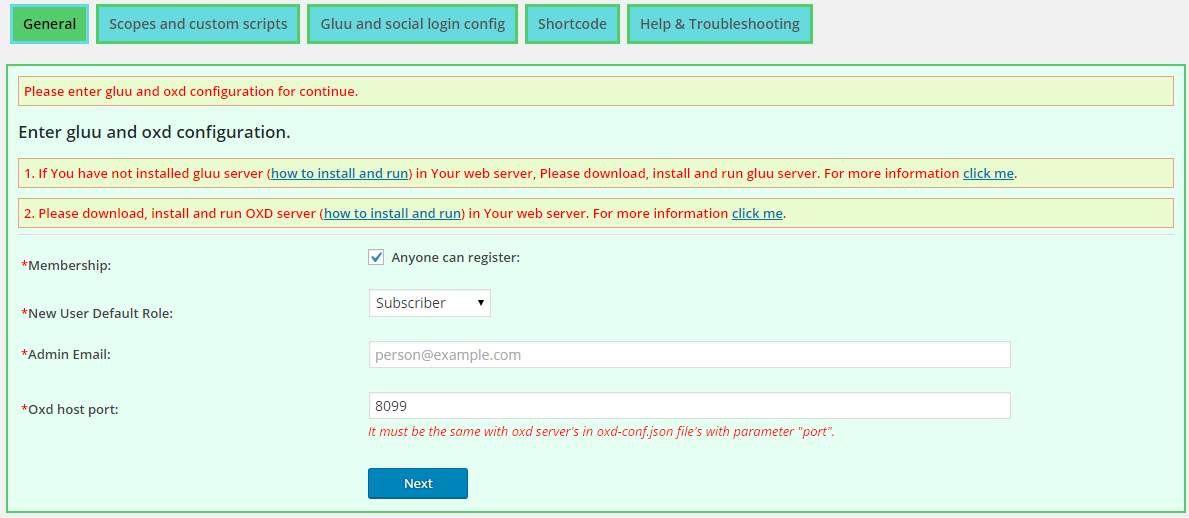 General
Scopes and custom scripts
Gluu and social login config
Shortcode
Help & Troubleshooting
Please enter gluu and oxd configuration for continue.
Enter gluu and oxd configuration.
1. If You have not installed gluu server (how to install and run) in Your web server, Please download, install and run gluu server. For more information click me.
2. Please download, install and run OXD server (how to install and run) in Your web server. For more information click me.
*Membership:
Anyone can register:
*New User Default Role:
Subscriber
*Admin Email:
person@example.com
*Oxd host port:
8099
It must be the same with oxd server's in oxd-conf.json file's with parameter "port".
Next